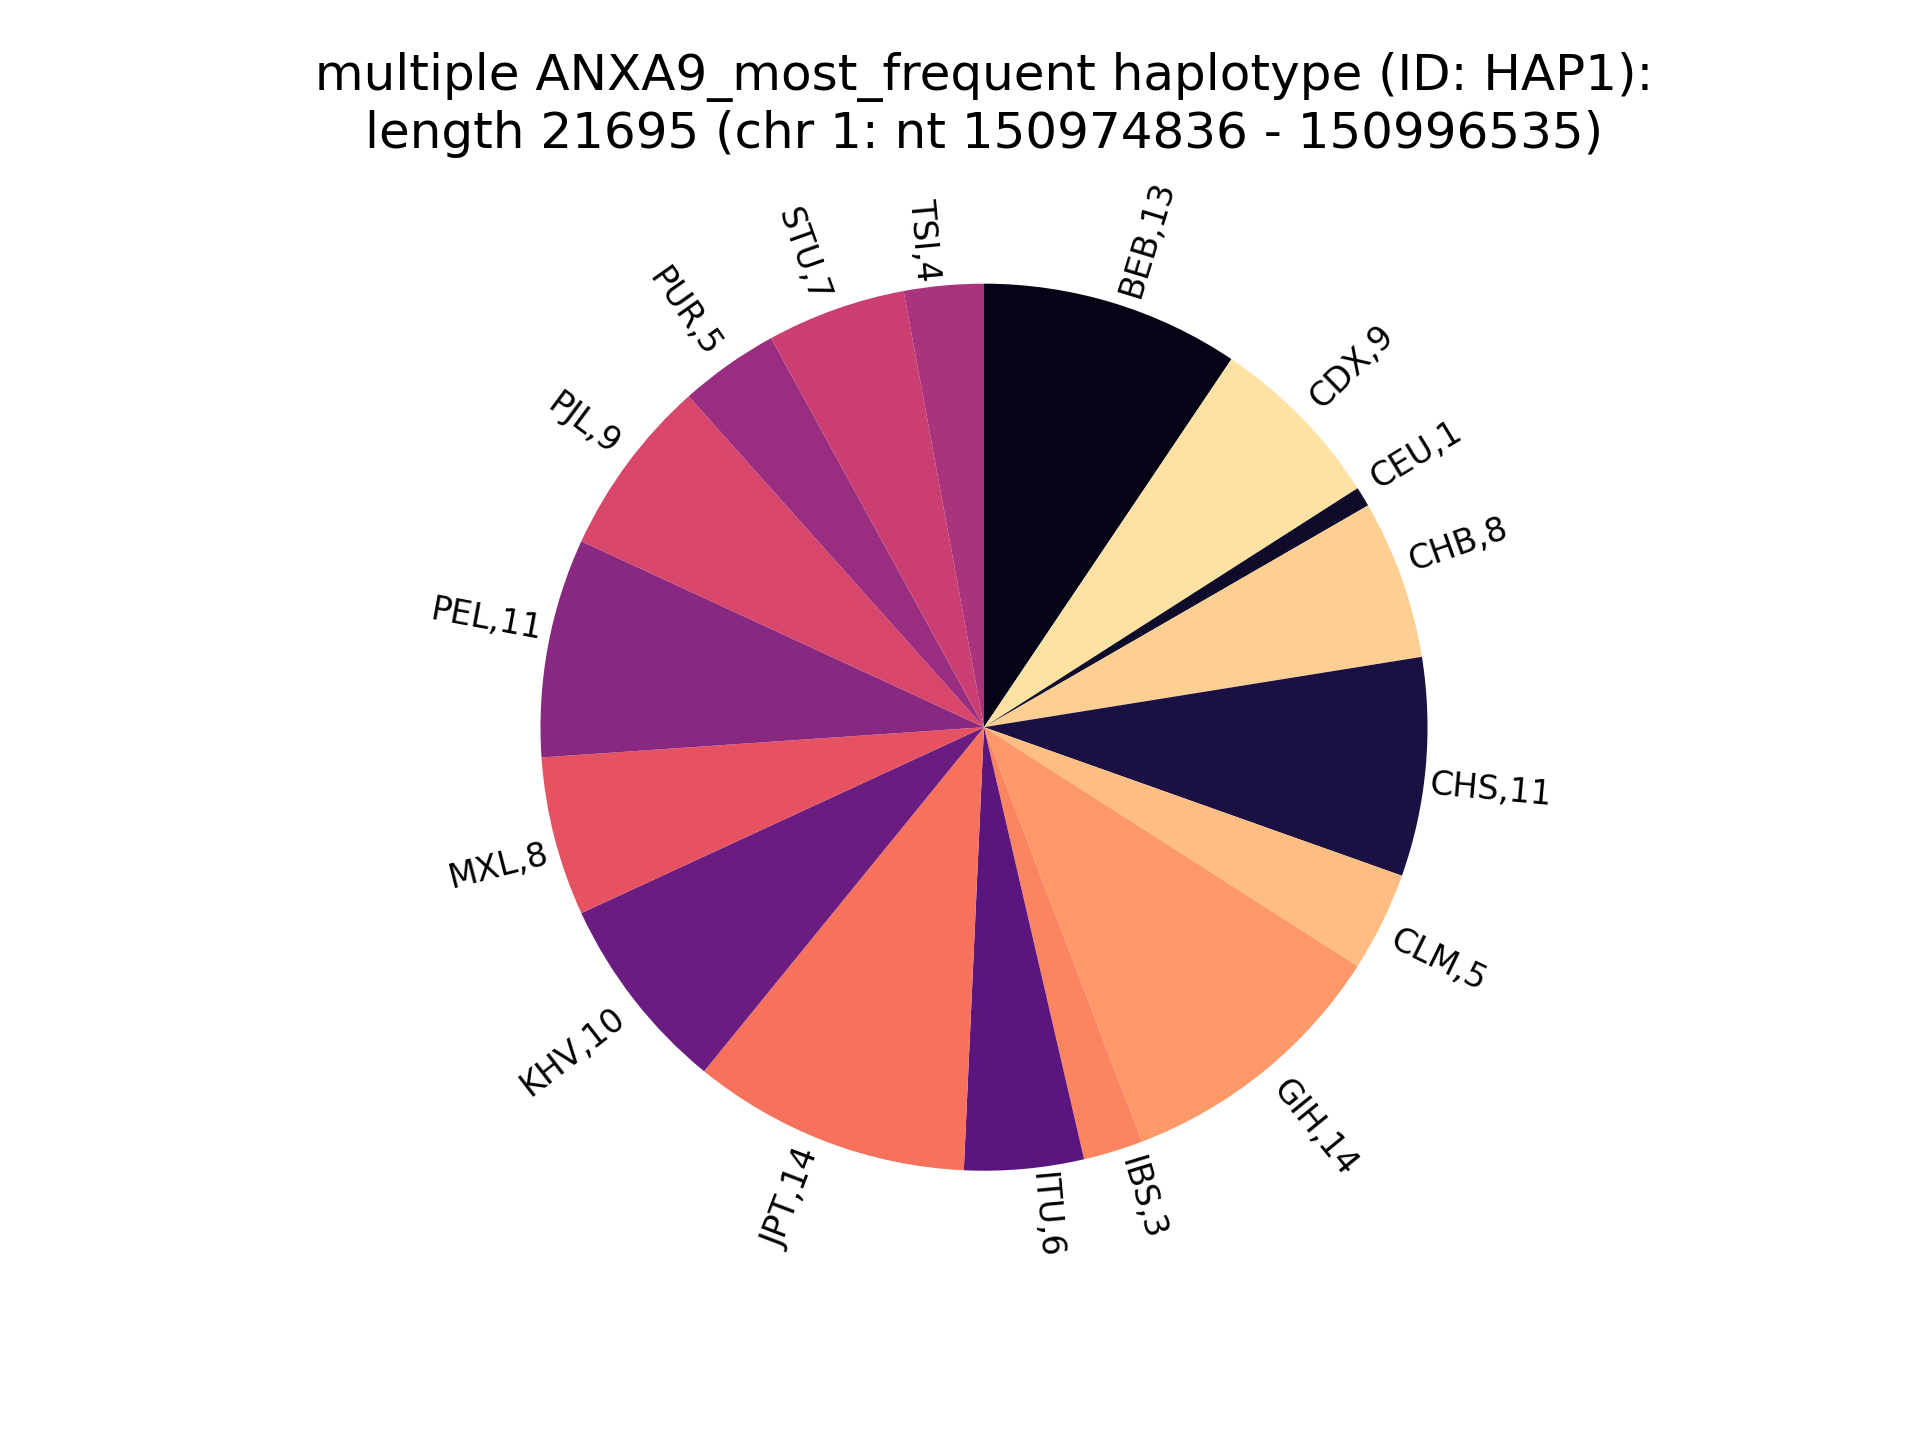 multiple ANXA9_most_frequent haplotype (ID: HAP1):
length 21695 (chr 1: nt 150974836 - 150996535)
BEB,13
CDX,9
CEU,1
CHB,8
CHS,11
CLM,5
GIH,14
IBS,3
ITU,6
JPT,14
KHV,10
MXL,8
PEL,11
PJL,9
PUR,5
STU,7
TSI,4